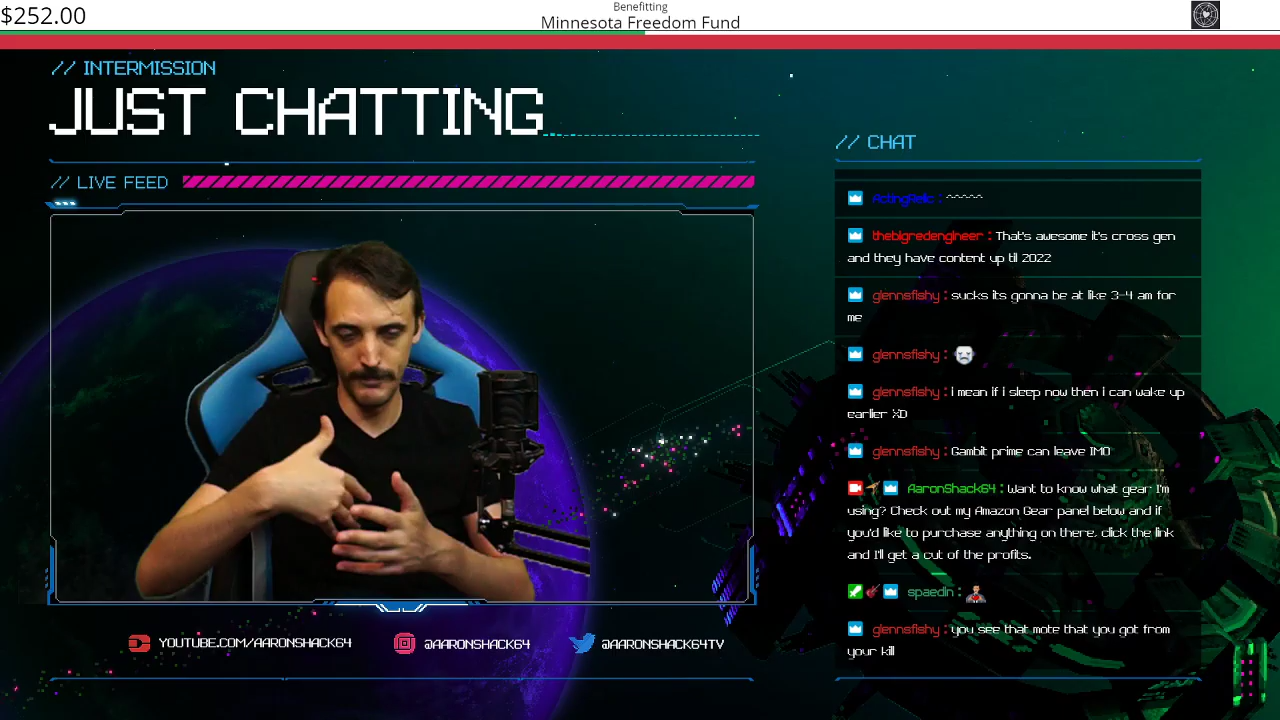 $252.00
Benefitting
Minnesota Freedom Fund
// INTERMISSION
JUST CHATTING
// LIVE FEED
// CHAT
ActingRelic : ^^^^^
thebigredengineer : That's awesome it's cross gen
and they have content up til 2022
glennsfishy : sucks its gonna be at like 3-4 am for
me
glennsfishy :
glennsfishy : i mean if i sleep now then i can wake up
earlier XD
glennsfishy : Gambit prime can leave IMO
AaronShack64 : Want to know what gear I'm
using? Check out my Amazon Gear panel below and if
you'd like to purchase anything on there, click the link
and I'll get a cut of the profits.
spaedin :
glennsfishy : you see that mote that you got from
your kill
YOUTUBE.COM/AARONSHACK64
@AARONSHACK64
@AARONSHACK64TV